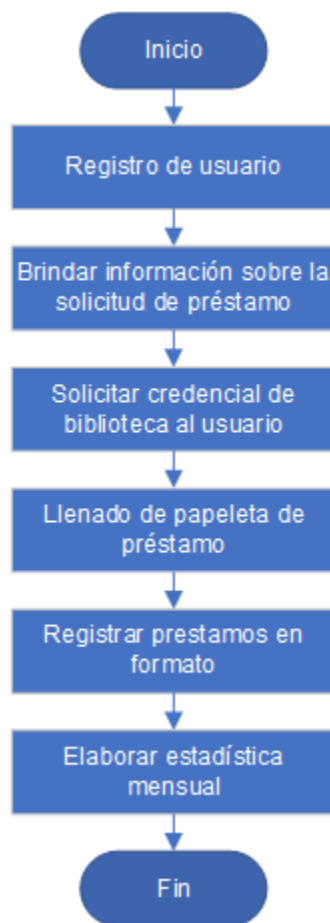 Inicio
Registro de usuario
Brindar información sobre la
solicitud de préstamo
Solicitar credencial de
biblioteca al usuario
Llenado de papeleta de
préstamo
Registrar prestamos en
formato
Elaborar estadística
mensual
Fin